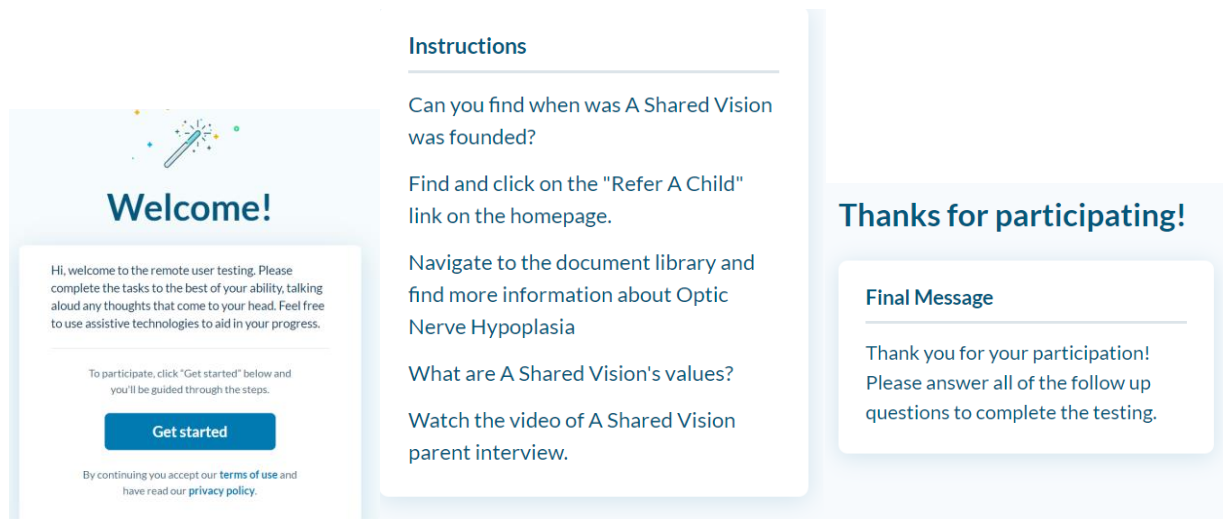 Welcome!
Hi, welcome to the remote user testing. Please
complete the tasks to the best of your ability, talking
aloud any thoughts that come to your head. Feel free
to use assistive technologies to aid in your progress.
To participate, click "Get started" below and
you'll be guided through the steps.
Get started
By continuing you accept our terms of use and
have read our privacy policy.
Instructions
Can you find when was A Shared Vision
was founded?
Find and click on the "Refer A Child"
link on the homepage.
Navigate to the document library and
find more information about Optic
Nerve Hypoplasia
What are A Shared Vision's values?
Watch the video of A Shared Vision
parent interview.
Thanks for participating!
Final Message
Thank you for your participation!
Please answer all of the follow up
questions to complete the testing.